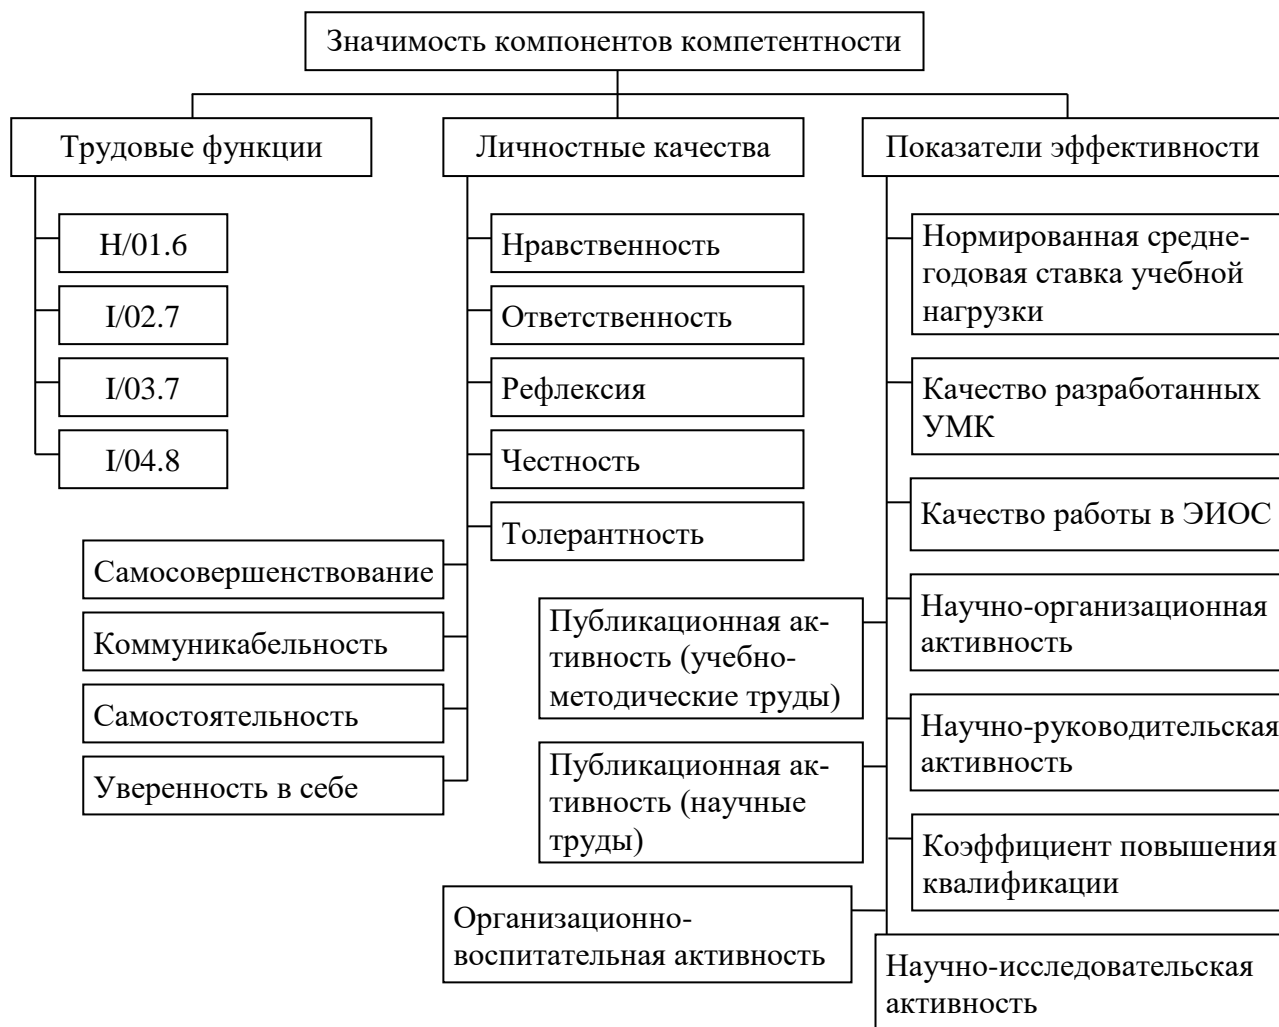 Значимость компонентов компетентности
Трудовые функции
H/01.6
I/02.7
I/03.7
I/04.8
Личностные качества
Нравственность
Ответственность
Рефлексия
Честность
Толерантность
Самосовершенствование
Коммуникабельность
Самостоятельность
Уверенность в себе
Показатели эффективности
Нормированная средне-
годовая ставка учебной
нагрузки
Качество разработанных
УМК
Качество работы в ЭИОС
Научно-организационная
активность
Научно-руководительская
активность
Коэффициент повышения
квалификации
Научно-исследовательская
активность
Публикационная ак-
тивность (учебно-
методические труды)
Публикационная ак-
тивность (научные
труды)
Организационно-
воспитательная активность